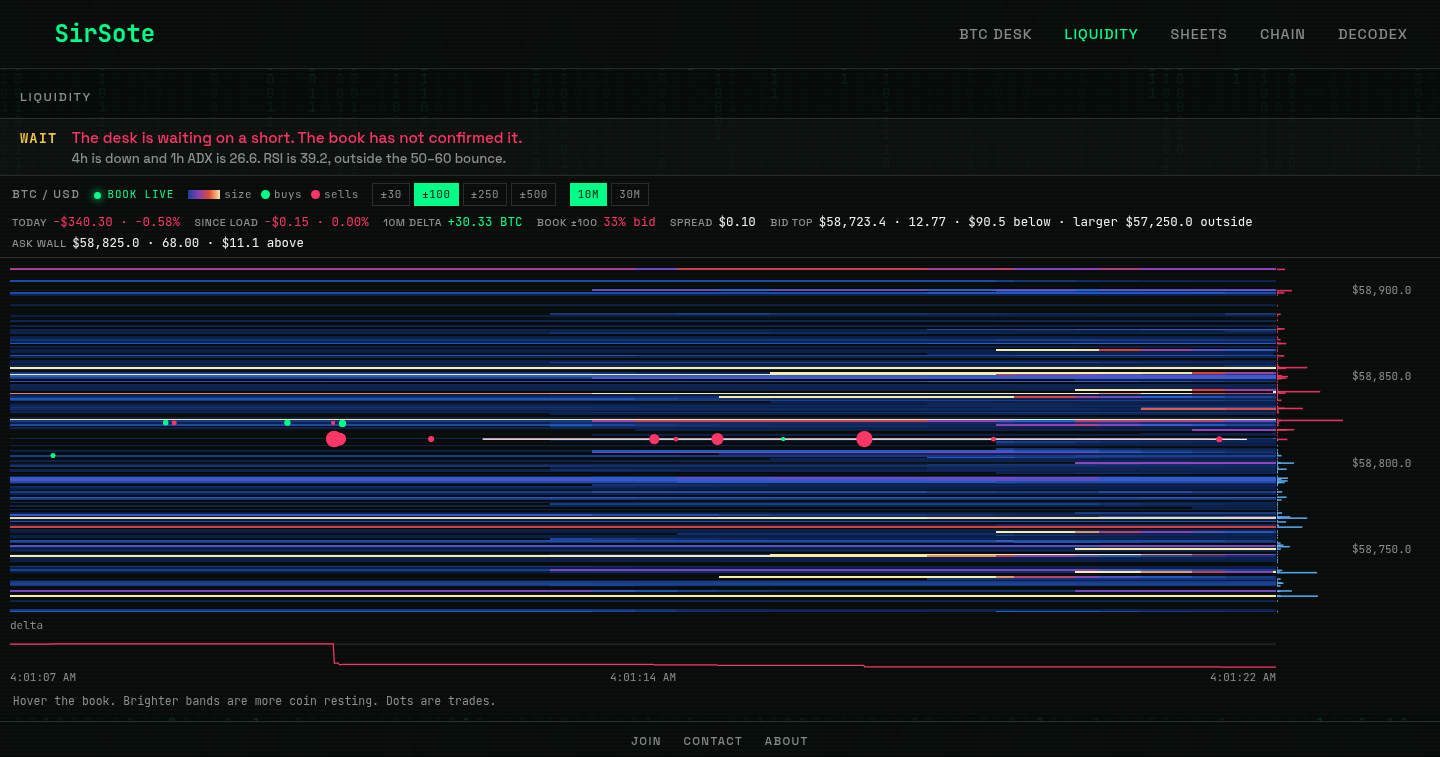 SirSote
BTC DESK LIQUIDITY SHEETS CHAIN DECODEX
LIQUIDITY
WAIT The desk is waiting on a short. The book has not confirmed it.
4h is down and 1h ADX is 26.6. RSI is 39.2, outside the 50–60 bounce.
BTC / USD BOOK LIVE size buys sells ±30 ±100 ±250 ±500 10M 30M
TODAY -$340.30 · -0.58% SINCE LOAD -$0.15 · 0.00% 10M DELTA +30.33 BTC BOOK ±100 33% bid SPREAD $0.10 BID TOP $58,723.4 · 12.77 · $90.5 below · larger $57,250.0 outside
ASK WALL $58,825.0 · 68.00 · $11.1 above
$58,900.0
$58,850.0
$58,800.0
$58,750.0
delta
4:01:07 AM 4:01:14 AM 4:01:22 AM
Hover the book. Brighter bands are more coin resting. Dots are trades.
JOIN CONTACT ABOUT